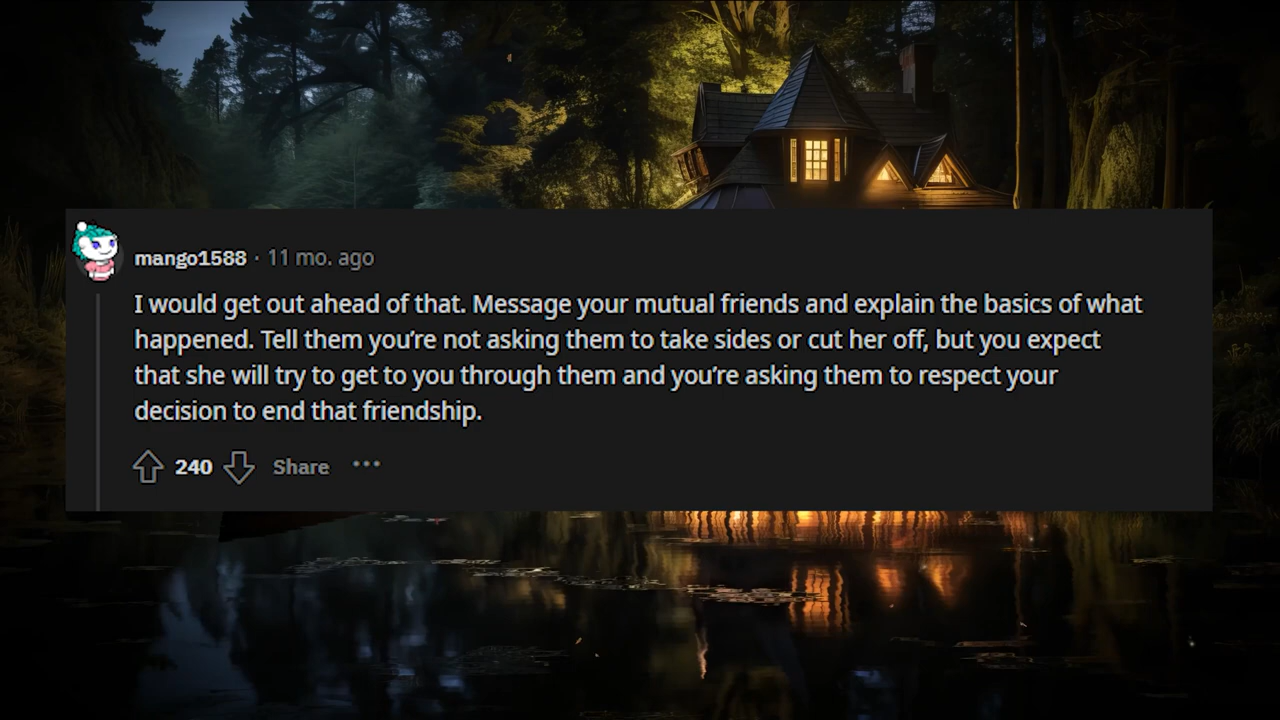 mango1588 · 11 mo. ago
I would get out ahead of that. Message your mutual friends and explain the basics of what
happened. Tell them you’re not asking them to take sides or cut her off, but you expect
that she will try to get to you through them and you’re asking them to respect your
decision to end that friendship.
240 Share ···